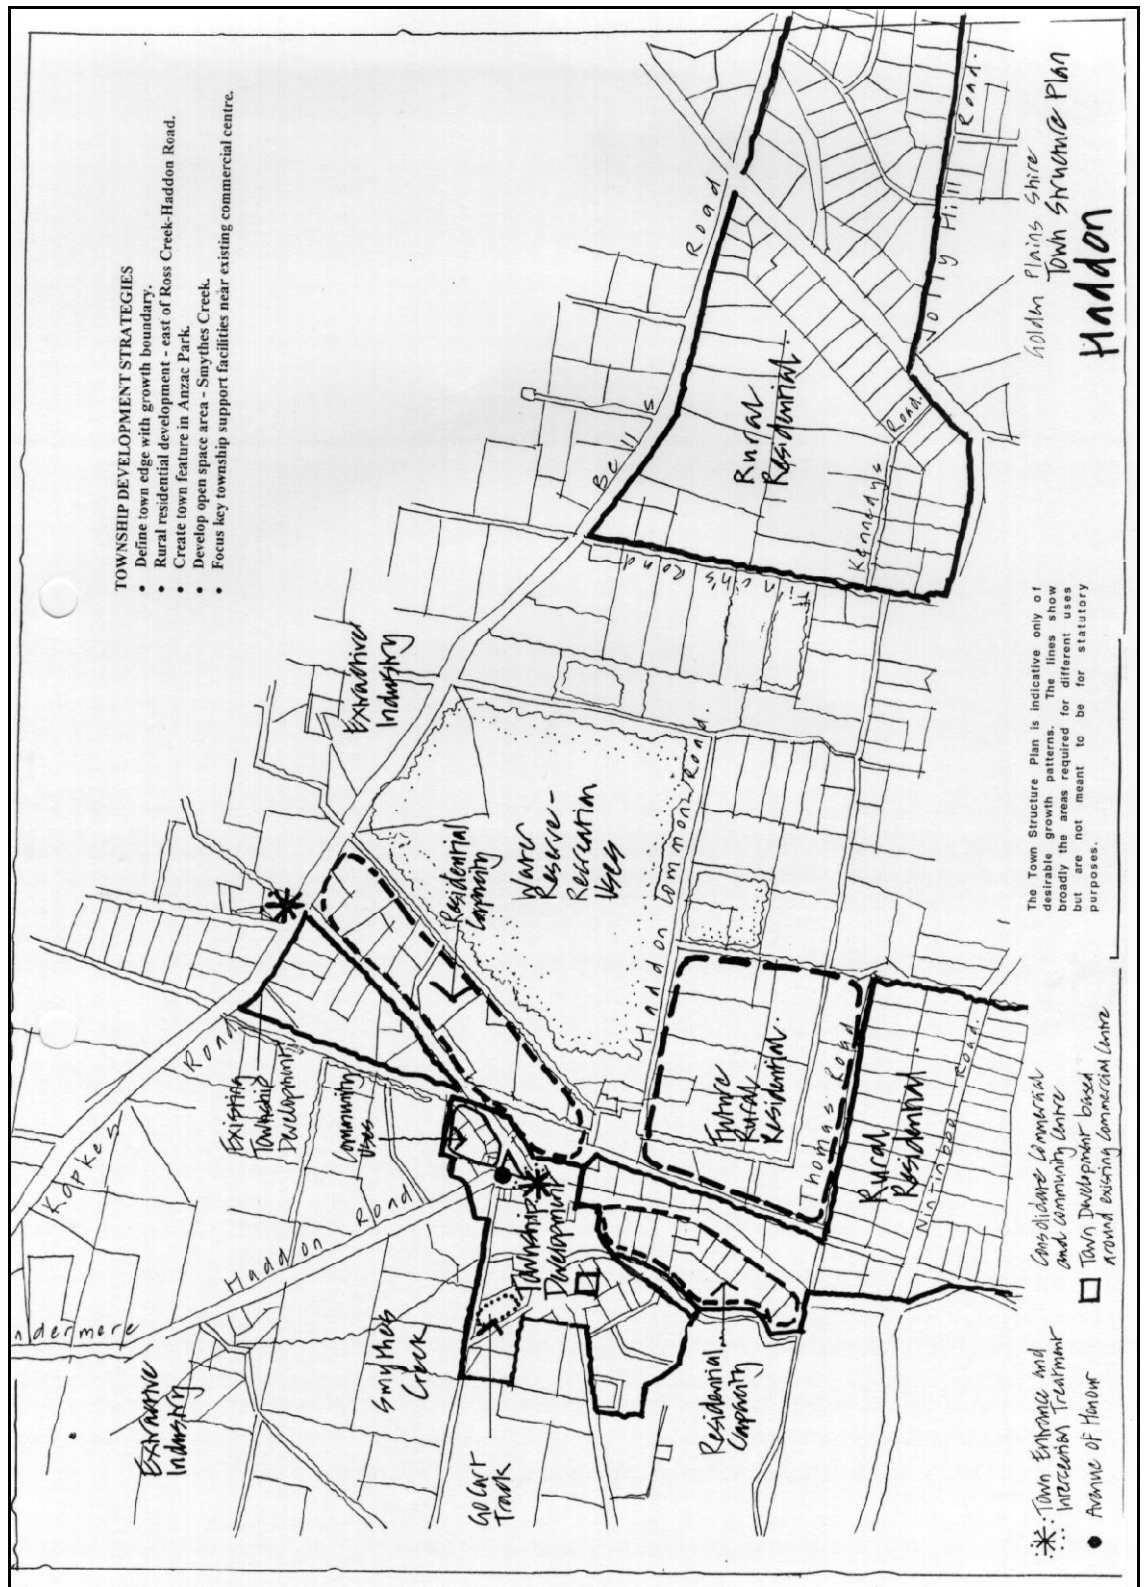 TOWNSHIP DEVELOPMENT STRATEGIES
• Define town edge with growth boundary.
• Rural residential development - east of Ross Creek-Haddon Road.
• Create town feature in Anzac Park.
• Develop open space area - Smythes Creek.
• Focus key township support facilities near existing commercial centre.
ndermere
Kopkes
Road
Haddon
Road
Extractive
Industry
Smythes
Creek
Go Cart
Track
Existing
Township
Development
Community
Uses
Township
Development
Residential
Capacity
Extractive
Industry
Residential
Capacity
Water
Reserve -
Recreation
Uses
Haddon Common Road
Future
Rural
Residential
Thomas Road
Rural
Residential
Road
Bells
Road
Road
Rural
Residential
Kennedys
Road
Jolly Hill
Road
Golden Plains Shire
Town Structure Plan
Haddon
The Town Structure Plan is indicative only of
desirable growth patterns. The lines show
broadly the areas required for different uses
but are not meant to be for statutory
purposes.
Town Entrance and
Intersection Treatment
Avenue of Honour
Consolidate Commercial
and Community Centre
Town Development based
around existing Commercial Centre